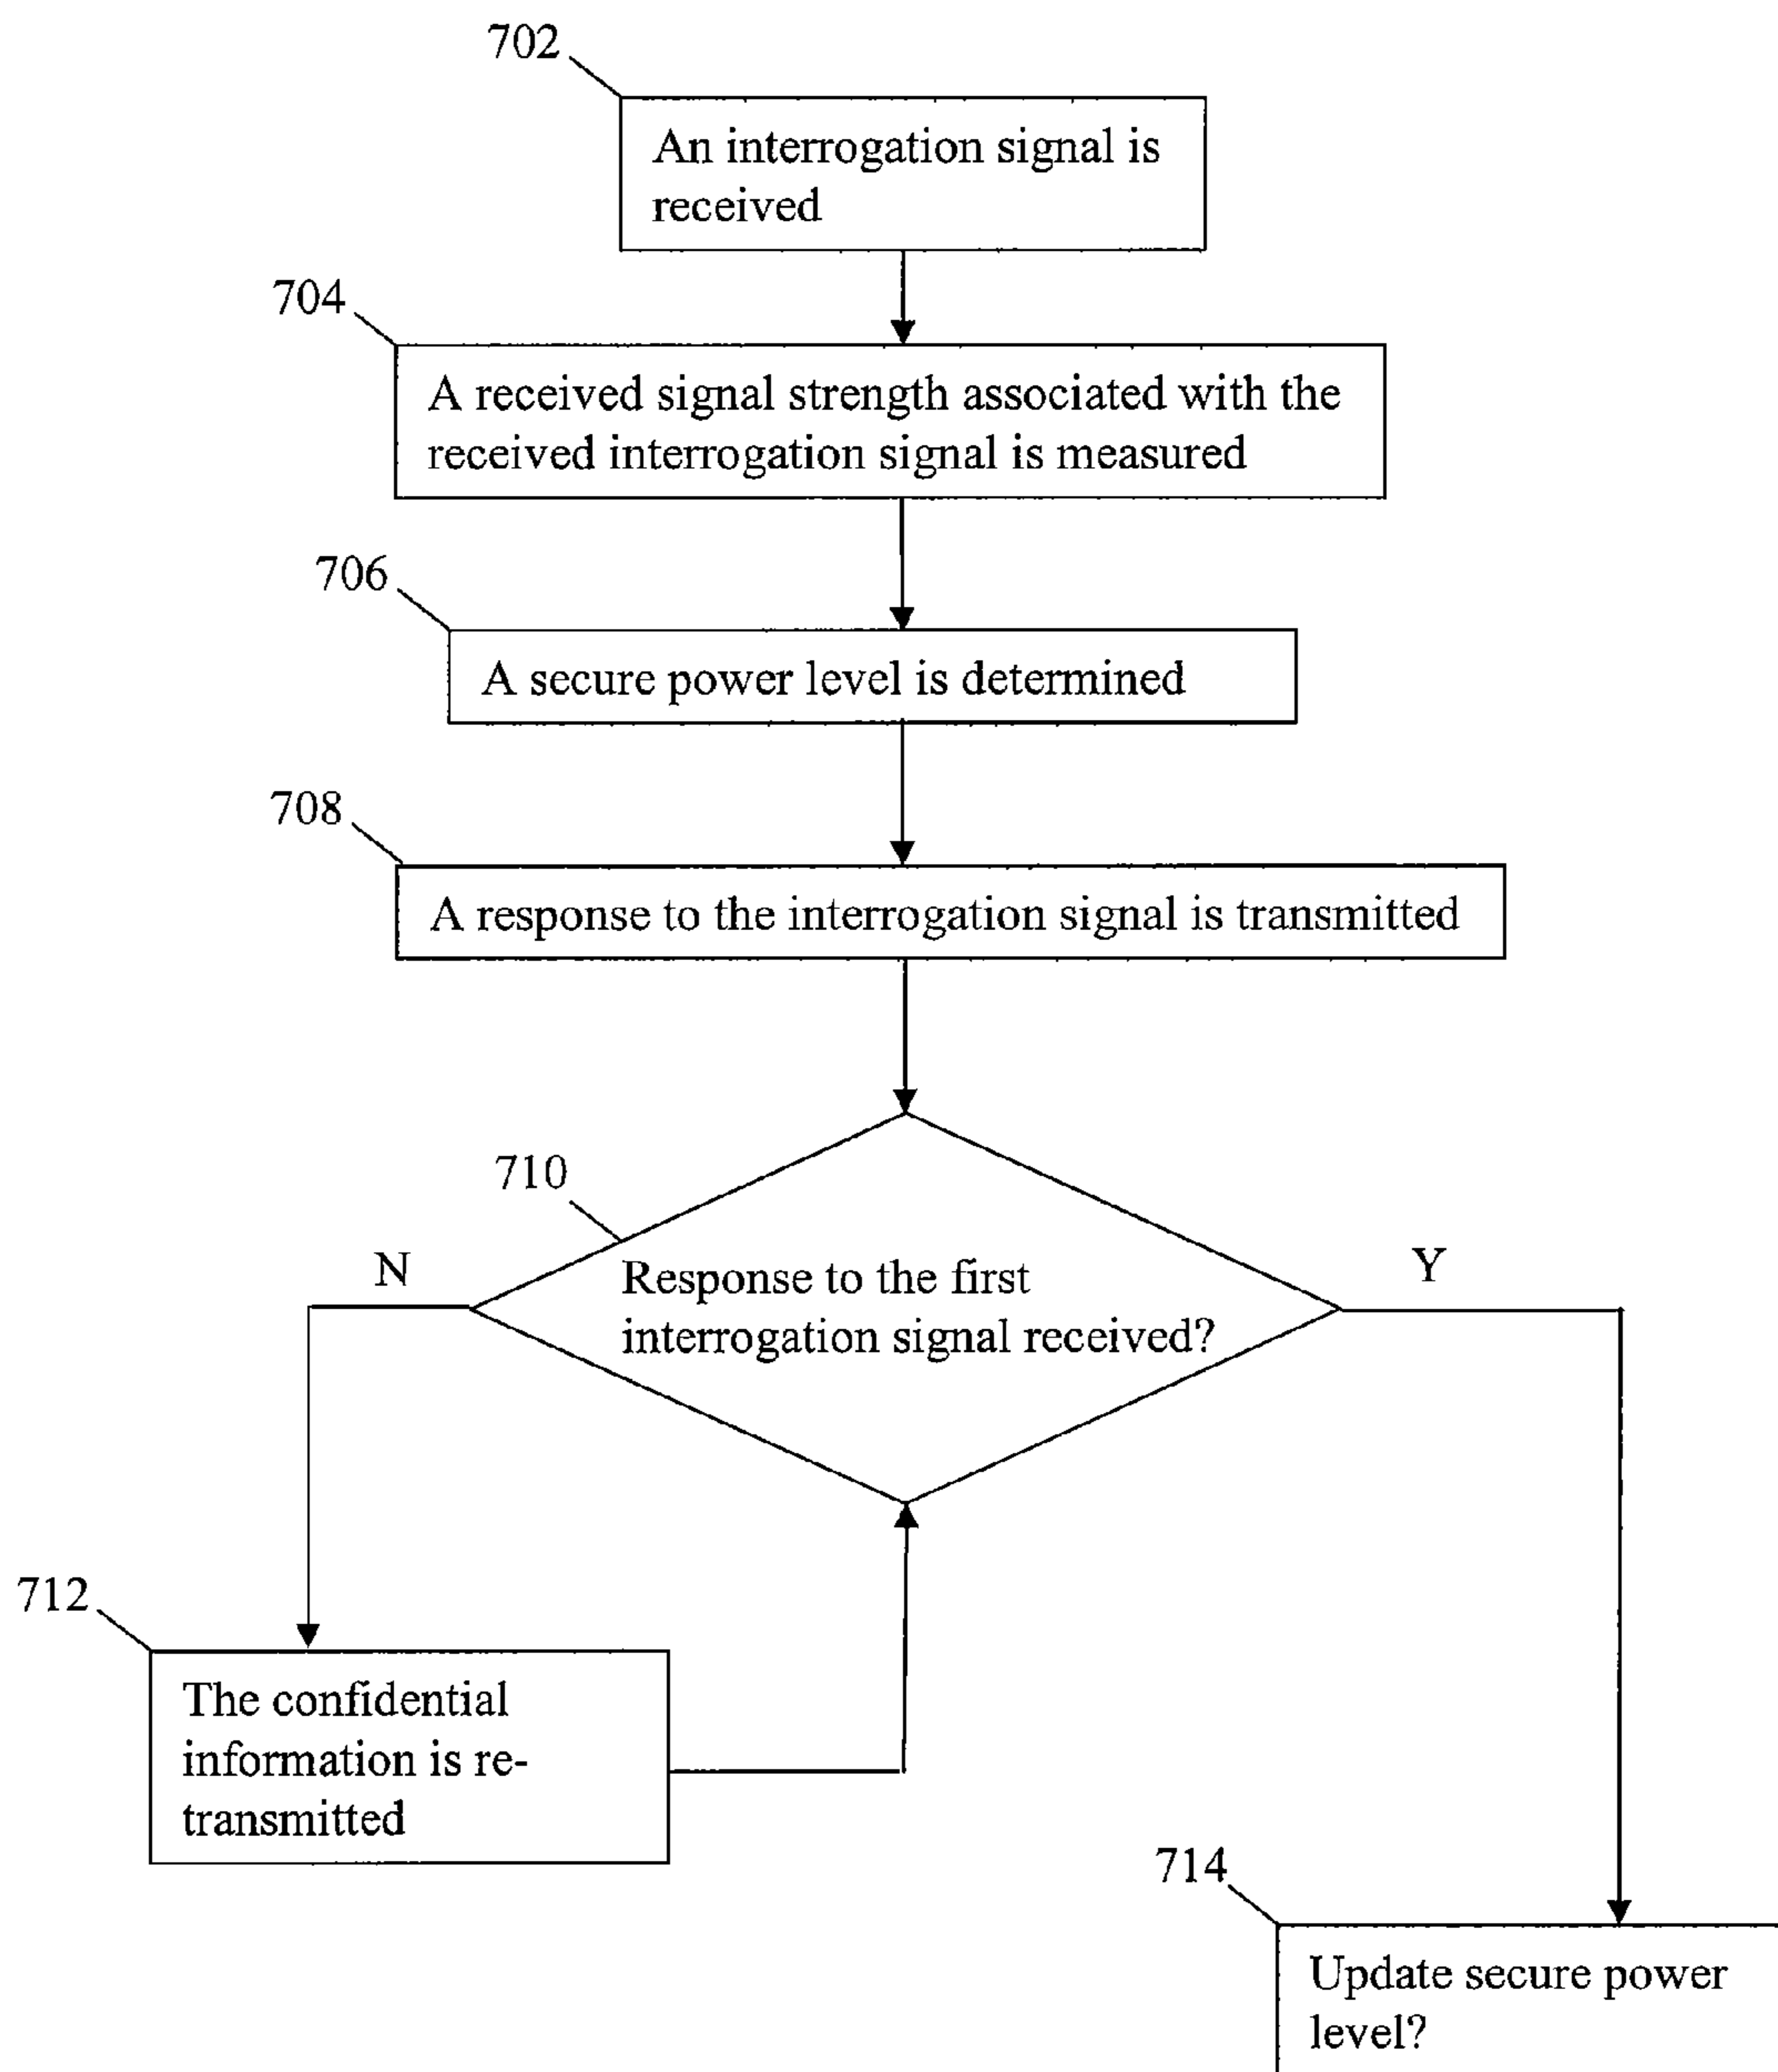 702
An interrogation signal is
received
704
A received signal strength associated with the
received interrogation signal is measured
706
A secure power level is determined
708
A response to the interrogation signal is transmitted
710
Response to the first
interrogation signal received?
N
Y
712
The confidential
information is re-
transmitted
714
Update secure power
level?